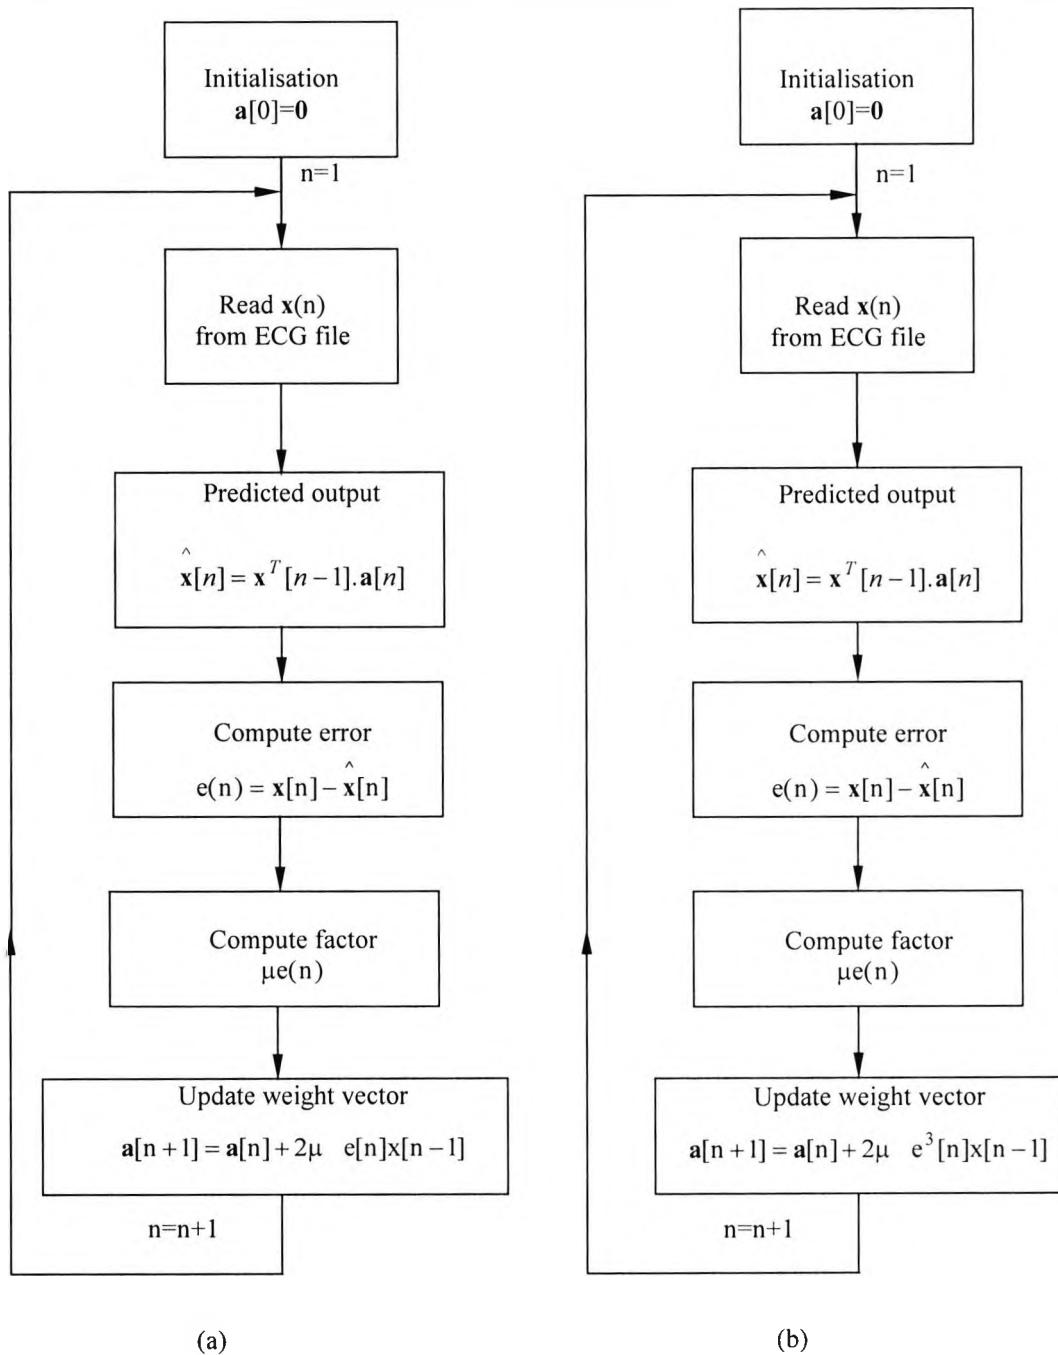 Initialisation
a[0]=0
n=1
Read x(n)
from ECG file
Predicted output
x̂[n] = x^T [n−1].a[n]
Compute error
e(n) = x[n] − x̂[n]
Compute factor
μe(n)
Update weight vector
a[n+1] = a[n]+2μ e[n]x[n−1]
n=n+1
(a)
Initialisation
a[0]=0
n=1
Read x(n)
from ECG file
Predicted output
x̂[n] = x^T [n−1].a[n]
Compute error
e(n) = x[n] − x̂[n]
Compute factor
μe(n)
Update weight vector
a[n+1] = a[n]+2μ e³[n]x[n−1]
n=n+1
(b)